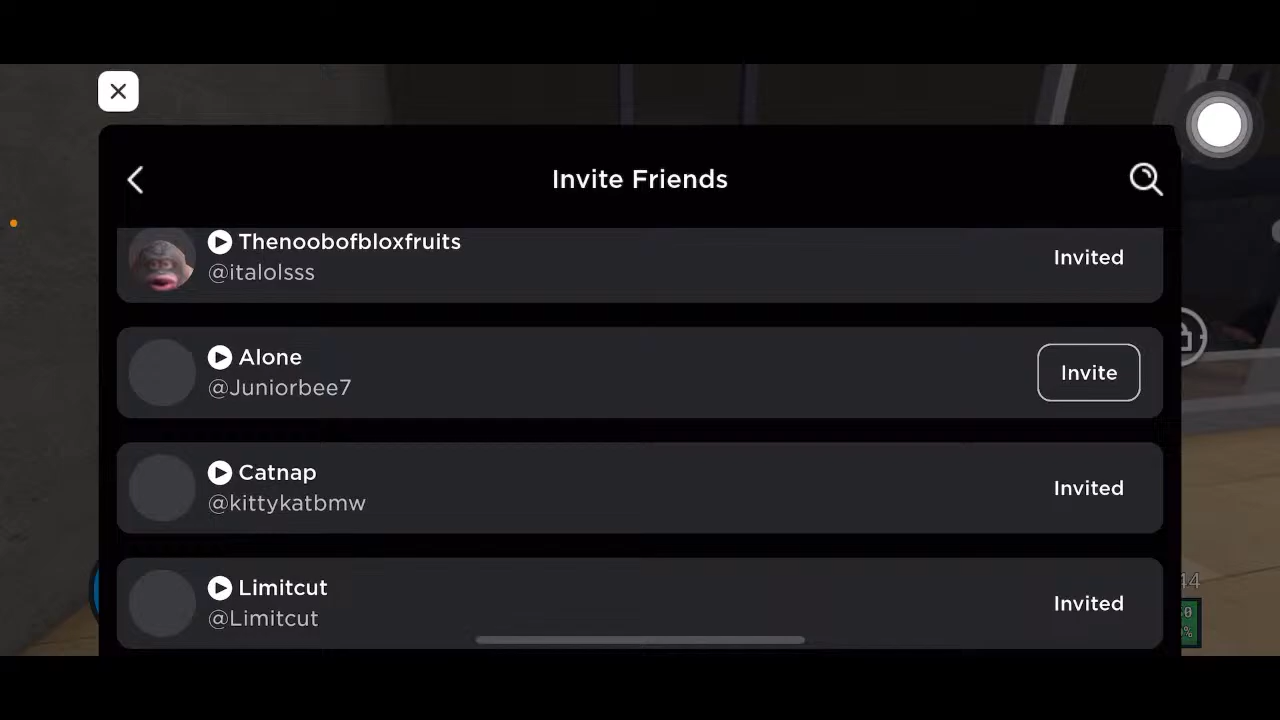 Invite Friends
Thenoobofbloxfruits
@italolsss
Invited
Alone
@Juniorbee7
Invite
Catnap
@kittykatbmw
Invited
Limitcut
@Limitcut
Invited